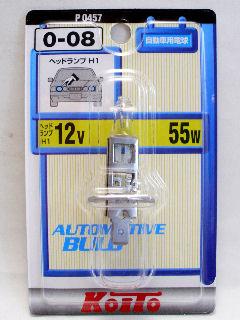 P 0457
0-08
自動車用電球
ヘッドランプ H1
ヘッド
ランプ
H1
12V
55W
AUTOMOTIVE
BULB
KOITO